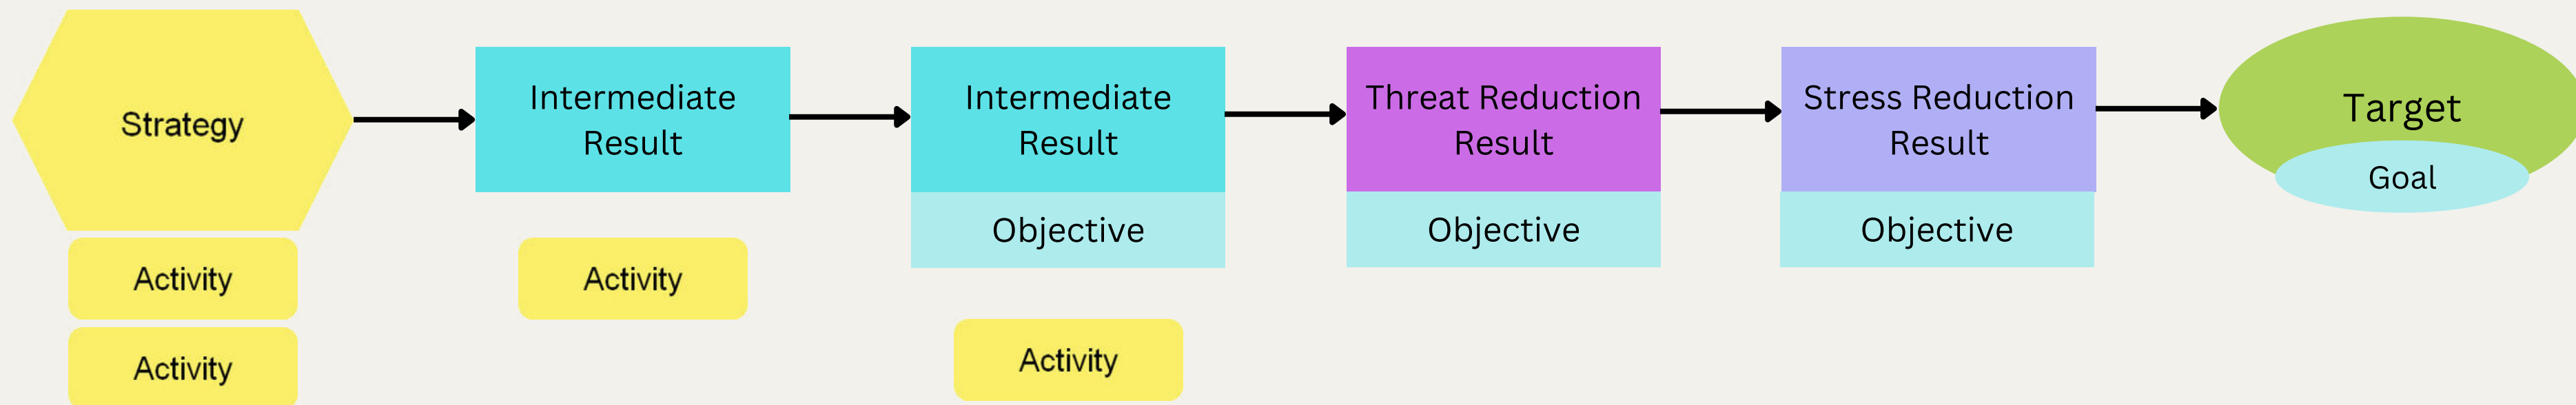 Strategy
Intermediate
Result
Intermediate
Result
Threat Reduction
Result
Stress Reduction
Result
Target
Goal
Objective
Objective
Objective
Activity
Activity
Activity
Activity